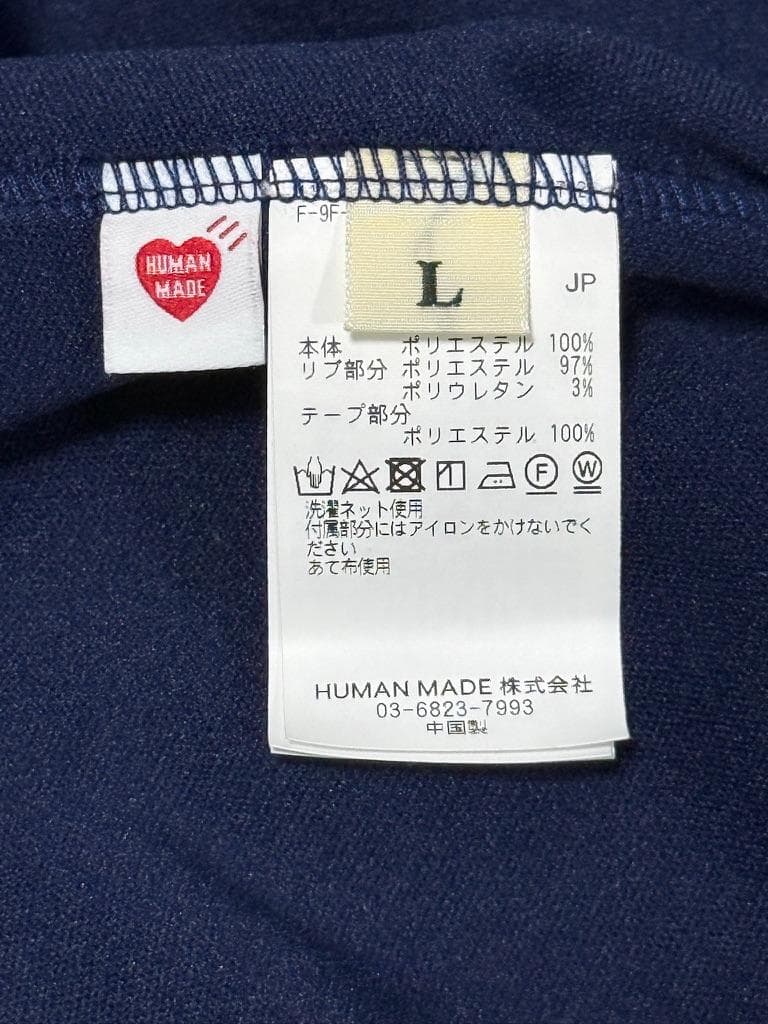 HUMAN
MADE
F-9F-
L
JP
本体 ポリエステル 100%
リブ部分 ポリエステル 97%
ポリウレタン 3%
テープ部分
ポリエステル 100%
F W
洗濯ネット使用
付属部分にはアイロンをかけないでく
ださい
あて布使用
HUMAN MADE 株式会社
03-6823-7993
中国製